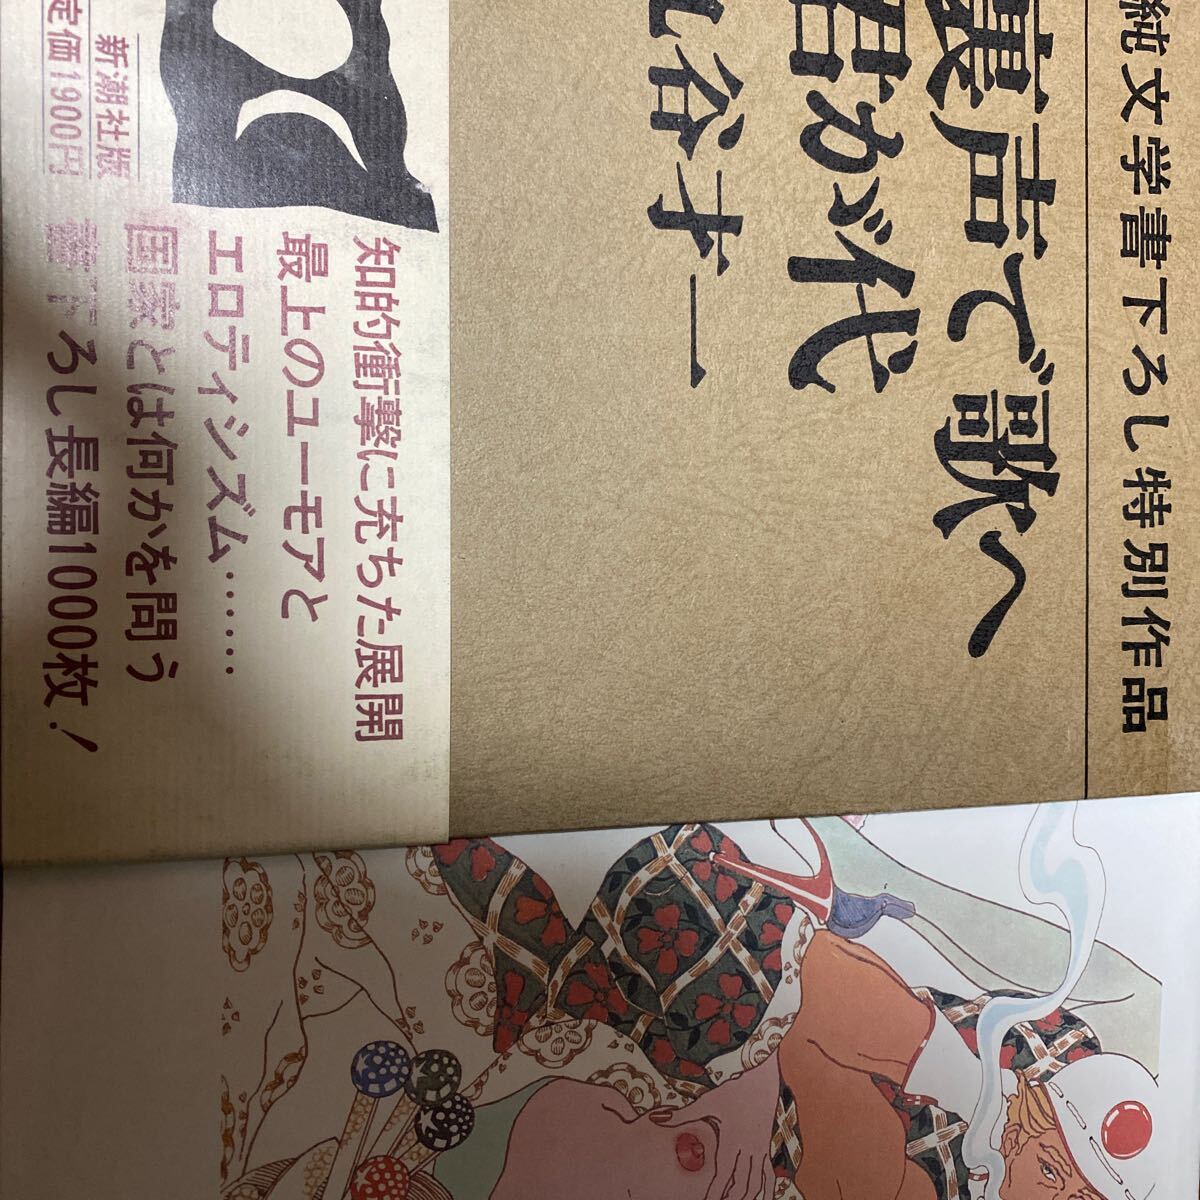 純文学書下ろし特別作品
裏声で歌へ
君が代
谷才一
知的衝撃に充ちた展開
最上のユーモアと
エロティシズム……
国家とは何かを問う
書下ろし長編1000枚!
新潮社版
定価1900円